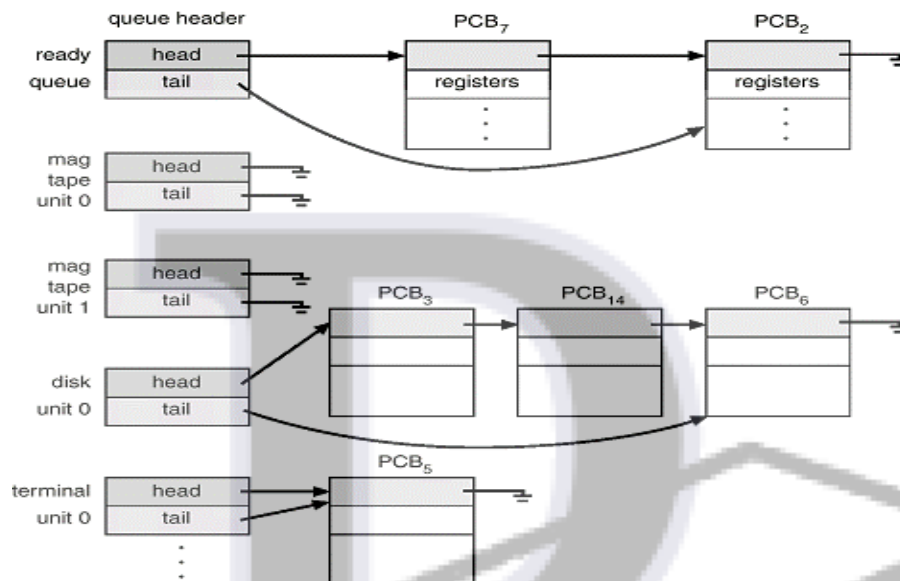 queue header PCB7 PCB2
ready head
queue tail registers registers
mag head
tape
unit 0 tail
mag head
tape
unit 1 tail
PCB3 PCB14 PCB6
disk head
unit 0 tail
PCB5
terminal head
unit 0 tail